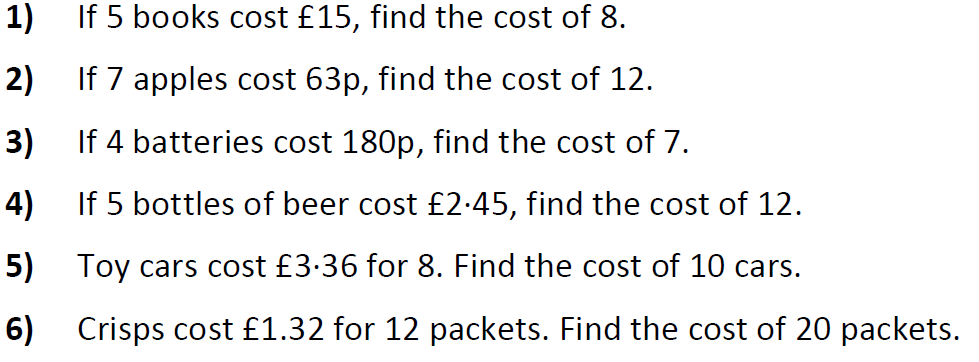 1) If 5 books cost £15, find the cost of 8.
2) If 7 apples cost 63p, find the cost of 12.
3) If 4 batteries cost 180p, find the cost of 7.
4) If 5 bottles of beer cost £2·45, find the cost of 12.
5) Toy cars cost £3·36 for 8. Find the cost of 10 cars.
6) Crisps cost £1.32 for 12 packets. Find the cost of 20 packets.